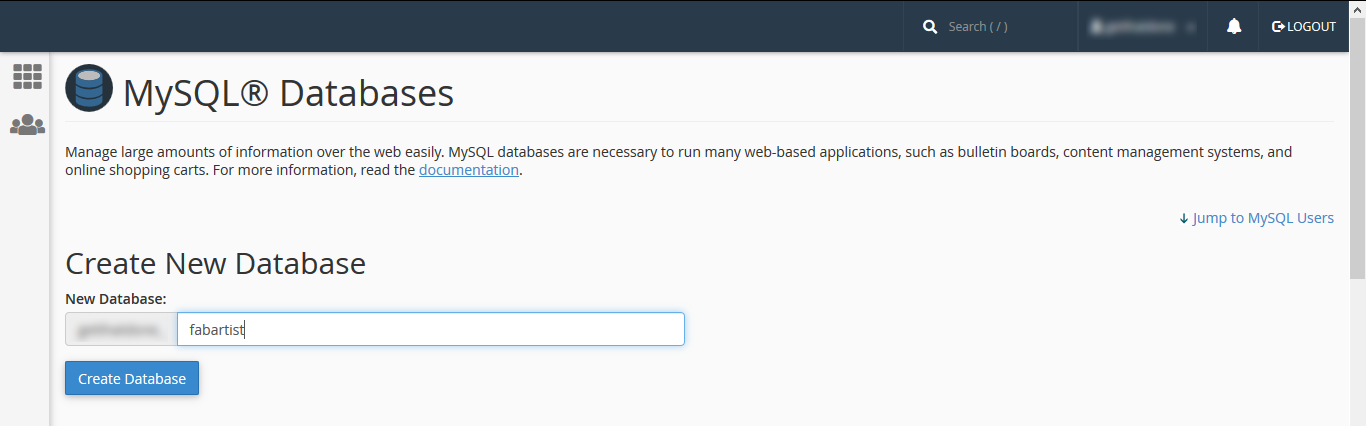 Search ( / )
LOGOUT
MySQL® Databases
Manage large amounts of information over the web easily. MySQL databases are necessary to run many web-based applications, such as bulletin boards, content management systems, and
online shopping carts. For more information, read the documentation.
Jump to MySQL Users
Create New Database
New Database:
fabartist
Create Database